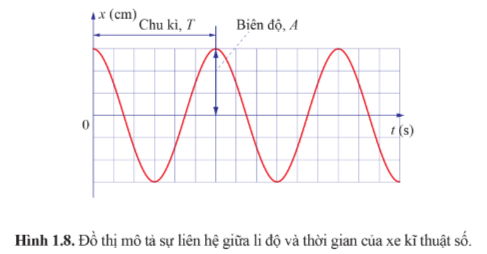 x (cm)
Chu kì, T
Biên độ, A
0
t (s)
Hình 1.8. Đồ thị mô tả sự liên hệ giữa li độ và thời gian của xe kĩ thuật số.